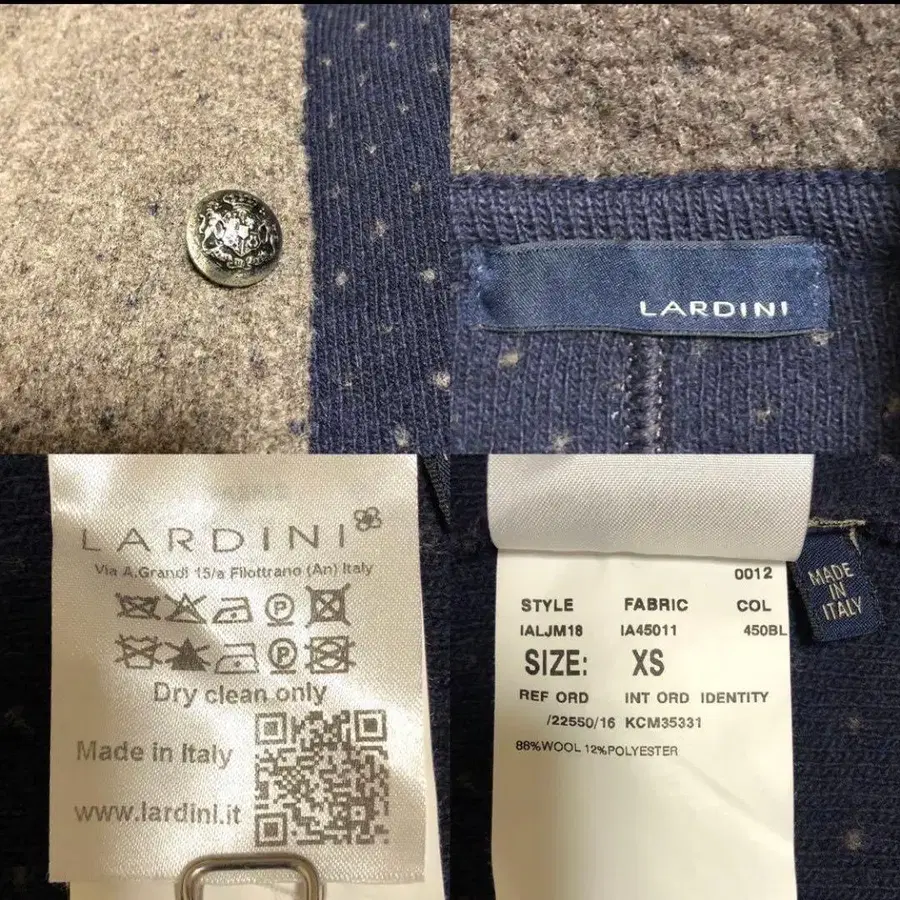 LARDINI
LARDINI
Via A.Grandi 15/a Filottrano (An) Italy
P
P
Dry clean only
Made in Italy
www.lardini.it
0012
STYLE FABRIC COL
IALJM18 IA45011 450BL
SIZE: XS
REF ORD INT ORD IDENTITY
/22550/16 KCM35331
88%WOOL 12%POLYESTER
MADE
IN
ITALY